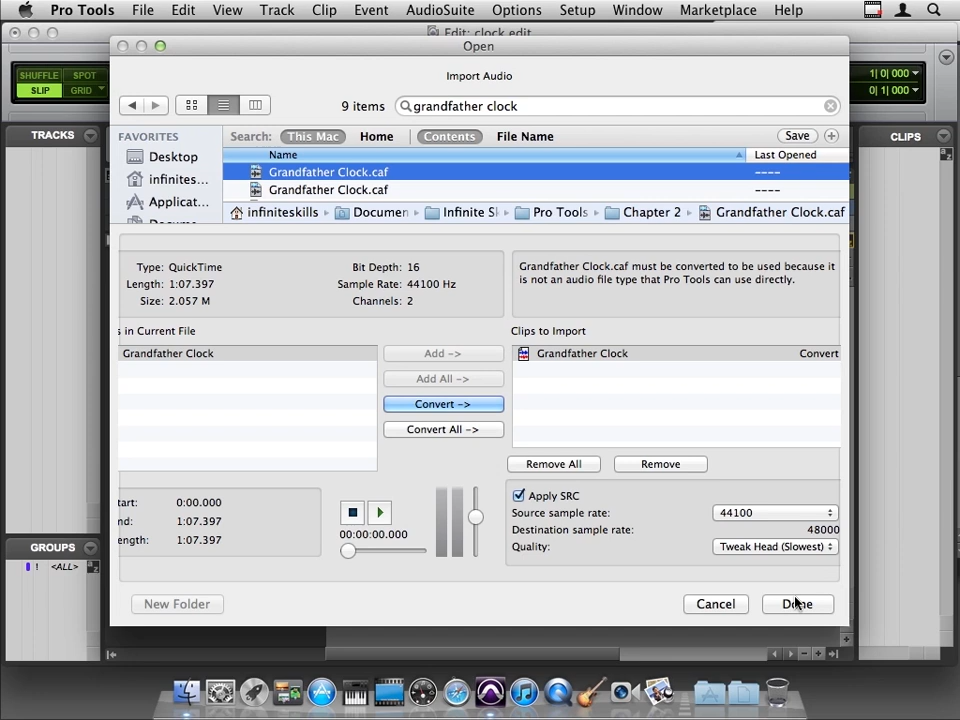 Pro Tools File Edit View Track Clip Event AudioSuite Options Setup Window Marketplace Help
Edit: clock edit
Open
Import Audio
SHUFFLE SPOT
SLIP GRID
1| 0| 000
0| 1| 000
9 items grandfather clock
TRACKS
CLIPS
FAVORITES
Desktop
infinites...
Applicat...
Search: This Mac Home Contents File Name Save
Name Last Opened
Grandfather Clock.caf ----
Grandfather Clock.caf ----
infiniteskills Documen Infinite Sk Pro Tools Chapter 2 Grandfather Clock.caf
Type: QuickTime Bit Depth: 16
Length: 1:07.397 Sample Rate: 44100 Hz
Size: 2.057 M Channels: 2
Grandfather Clock.caf must be converted to be used because it
is not an audio file type that Pro Tools can use directly.
s in Current File
Clips to Import
Grandfather Clock
Add ->
Add All ->
Convert ->
Convert All ->
Grandfather Clock Convert
Remove All Remove
tart: 0:00.000
nd: 1:07.397
ength: 1:07.397
00:00:00.000
Apply SRC
Source sample rate: 44100
Destination sample rate: 48000
Quality: Tweak Head (Slowest)
GROUPS
! <ALL>
New Folder Cancel Done